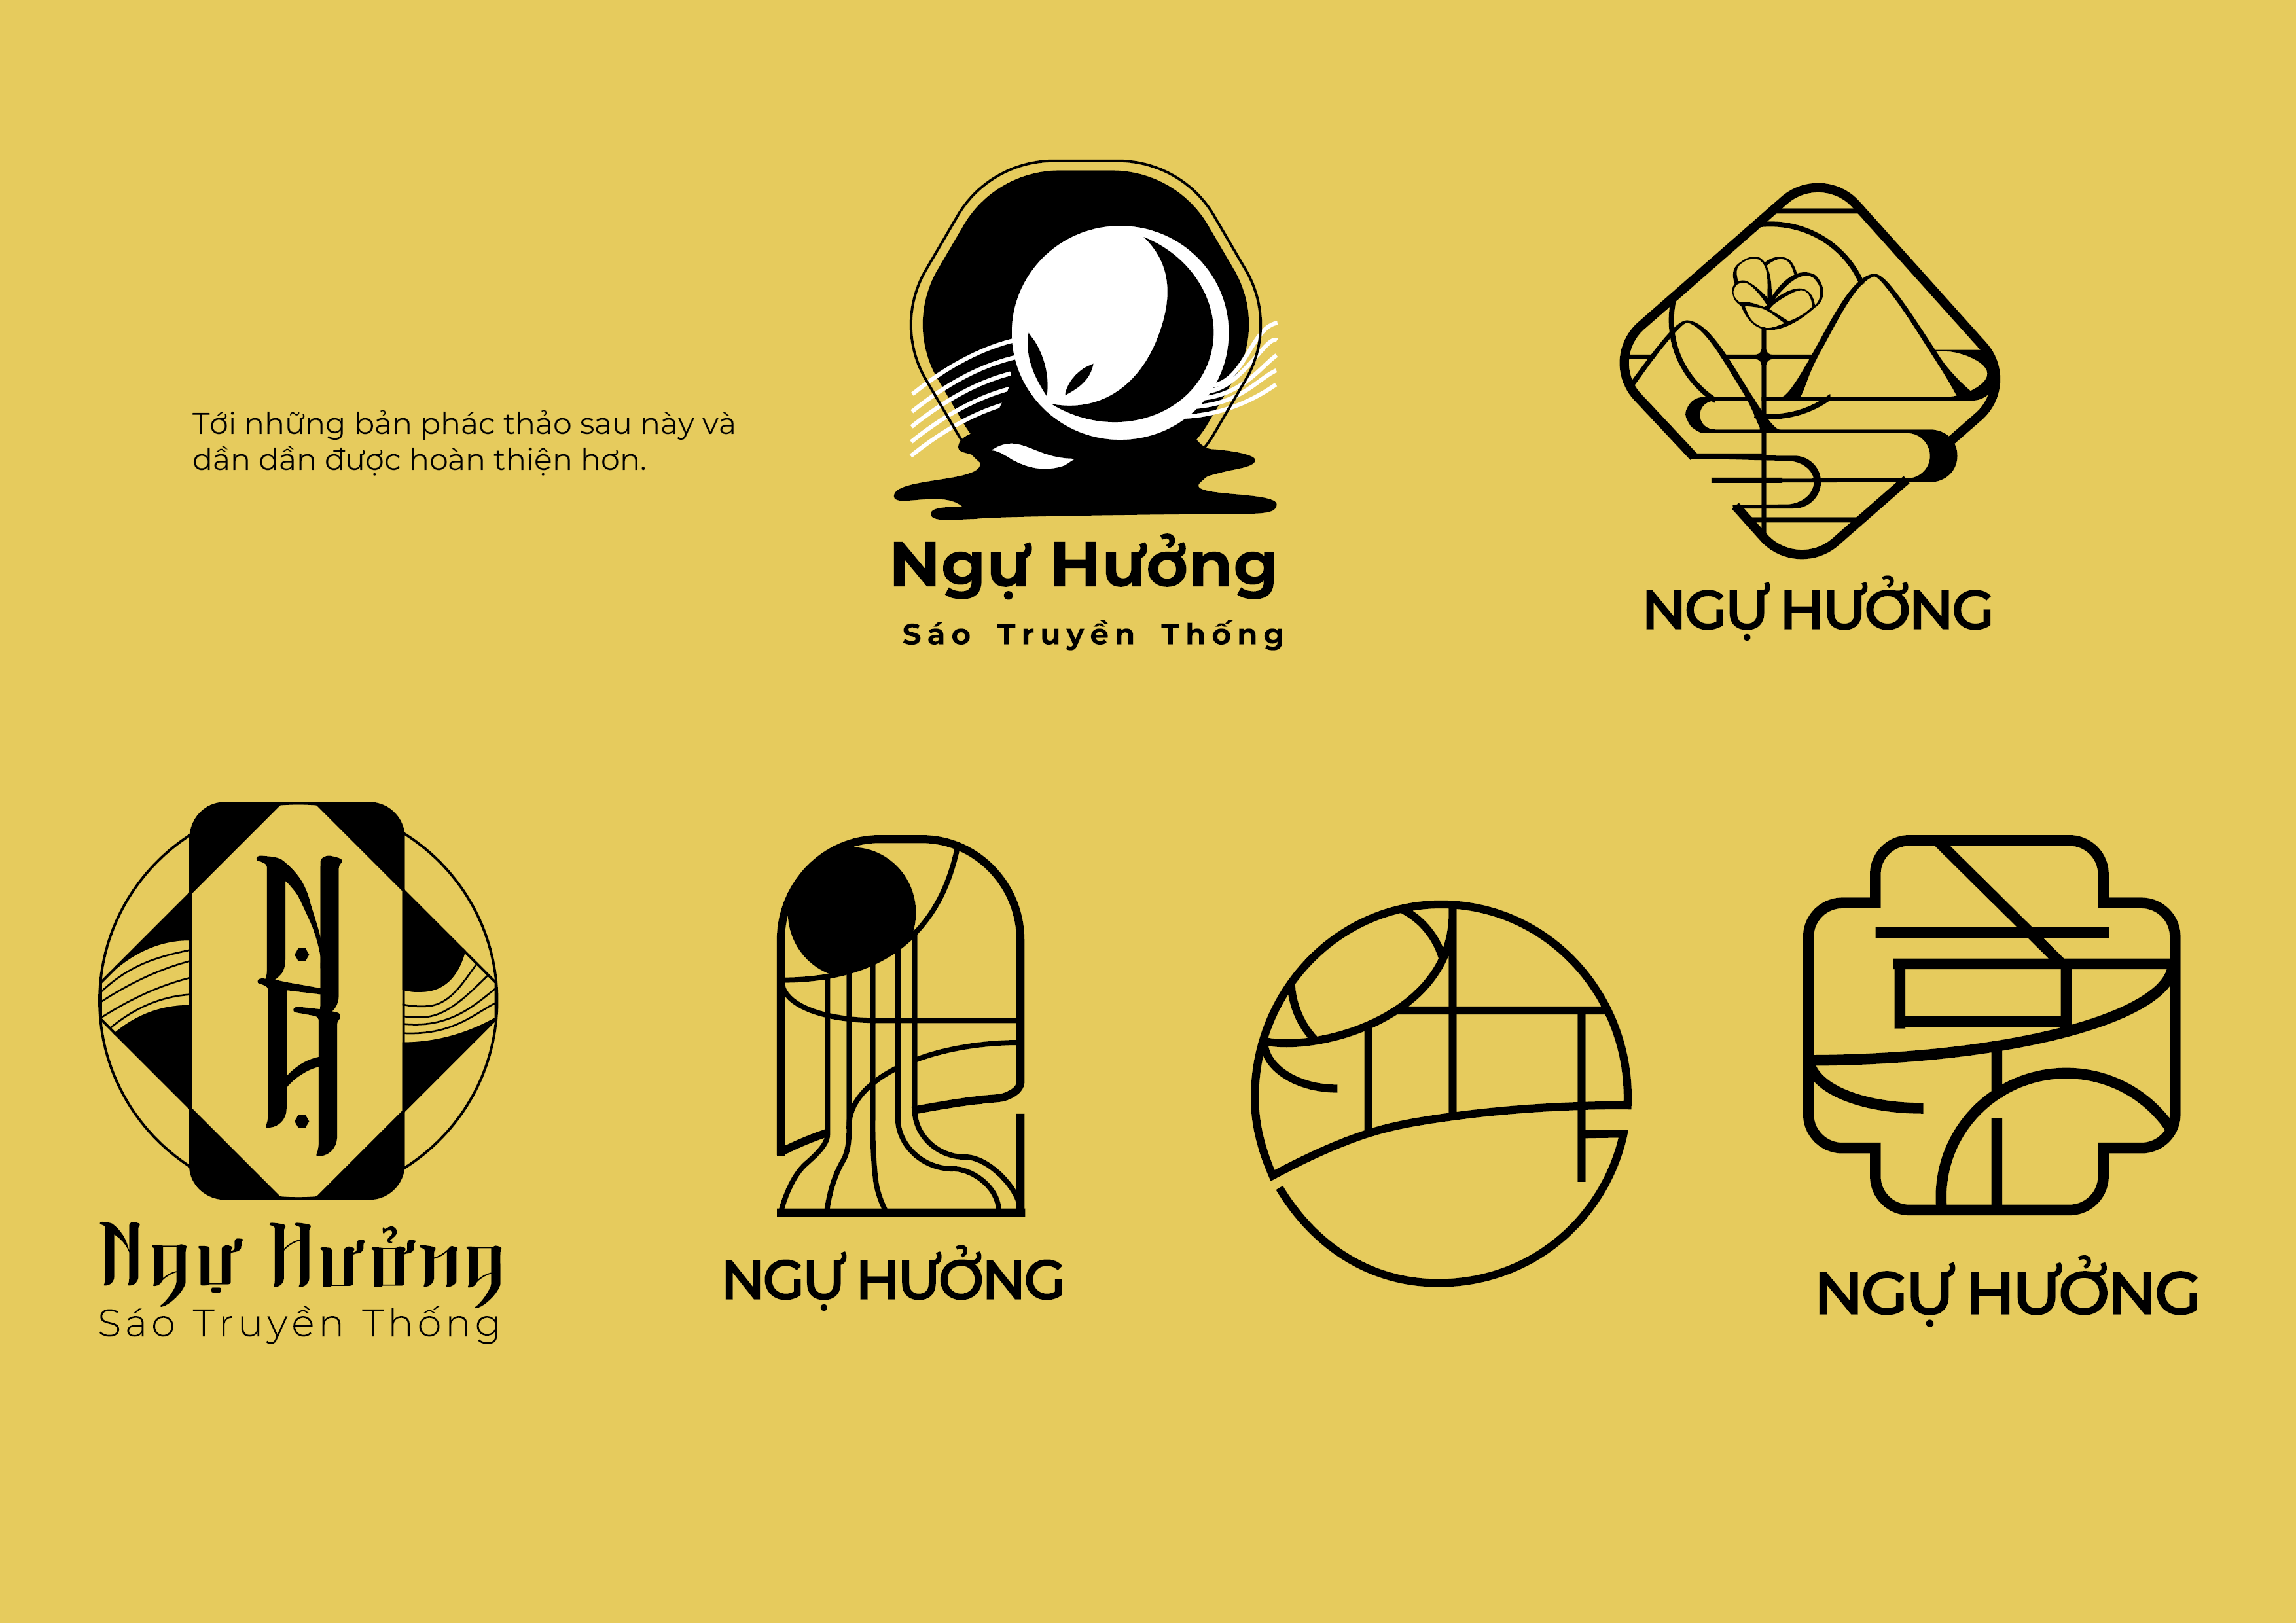 Tới những bản phác thảo sau này và
dần dần được hoàn thiện hơn.
Ngự Hưởng
Sáo Truyền Thống
NGỰ HƯỞNG
NH
Ngự Hưởng
Sáo Truyền Thống
NGỰ HƯỞNG
NGỰ HƯỞNG